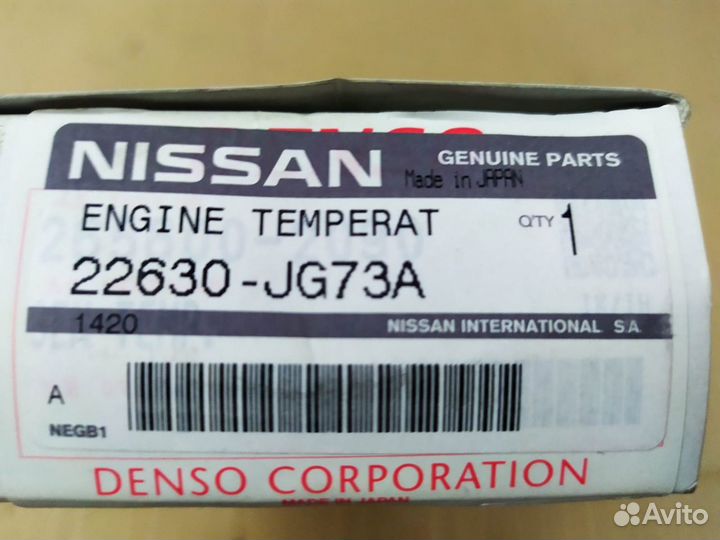 NISSAN
GENUINE PARTS
Made in JAPAN
ENGINE TEMPERAT
Q'TY 1
22630-JG73A
1420
NISSAN INTERNATIONAL S.A.
A
NEGB1
DENSO CORPORATION
MADE IN JAPAN
Avito